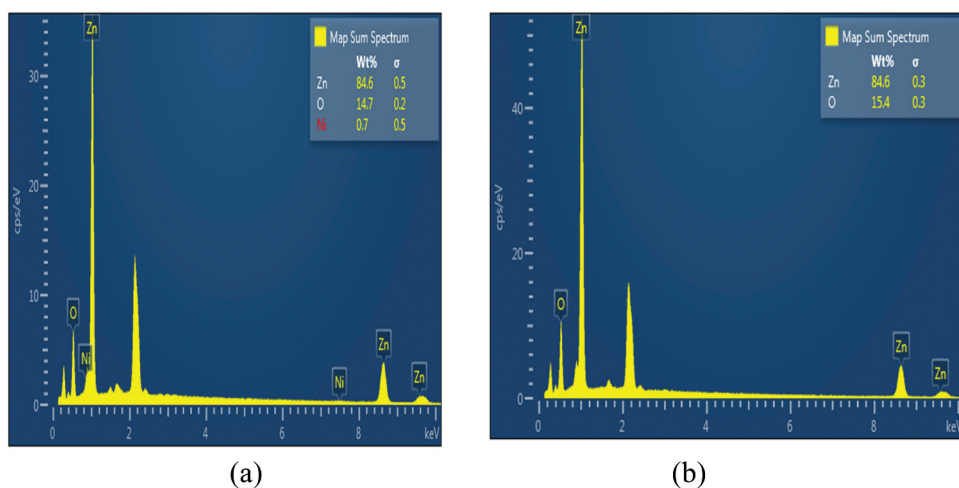 Zn
Map Sum Spectrum
Wt% σ
Zn 84.6 0.5
O 14.7 0.2
Ni 0.7 0.5
30
20
cps/eV
10
O
Ni
Ni
Zn
Zn
0
0 2 4 6 8 keV
(a)
Zn
Map Sum Spectrum
Wt% σ
Zn 84.6 0.3
O 15.4 0.3
40
cps/eV
20
O
Zn
Zn
0
0 2 4 6 8 keV
(b)